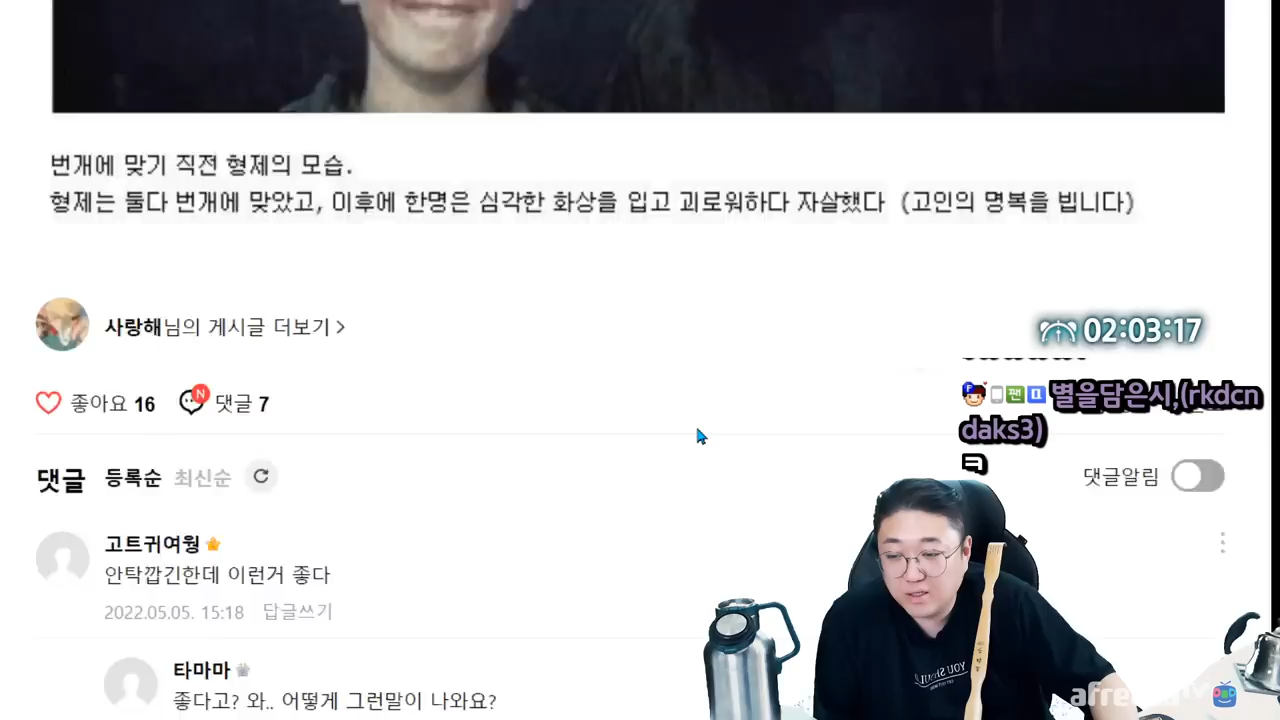 번개에 맞기 직전 형제의 모습.
형제는 둘다 번개에 맞았고, 이후에 한명은 심각한 화상을 입고 괴로워하다 자살했다 (고인의 명복을 빕니다)
사랑해님의 게시글 더보기 >
02:03:17
좋아요 16 N 댓글 7
팬 별을담은시,(rkdcn
daks3)
ㅋ
댓글 등록순 최신순
댓글알림
고트귀여웡
안탁깝긴한데 이런거 좋다
2022.05.05. 15:18 답글쓰기
타마마
좋다고? 와.. 어떻게 그런말이 나와요?
YOU SHOUL
afreecaTV